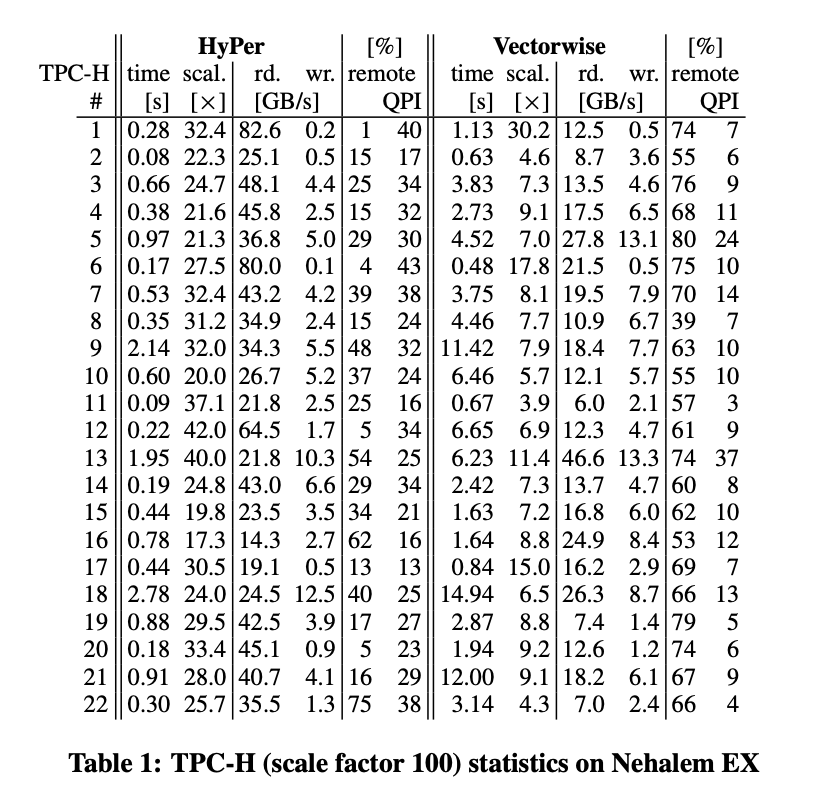 HyPer [%] Vectorwise [%]
TPC-H time scal. rd. wr. remote time scal. rd. wr. remote
# [s] [×] [GB/s] QPI [s] [×] [GB/s] QPI
1 0.28 32.4 82.6 0.2 1 40 1.13 30.2 12.5 0.5 74 7
2 0.08 22.3 25.1 0.5 15 17 0.63 4.6 8.7 3.6 55 6
3 0.66 24.7 48.1 4.4 25 34 3.83 7.3 13.5 4.6 76 9
4 0.38 21.6 45.8 2.5 15 32 2.73 9.1 17.5 6.5 68 11
5 0.97 21.3 36.8 5.0 29 30 4.52 7.0 27.8 13.1 80 24
6 0.17 27.5 80.0 0.1 4 43 0.48 17.8 21.5 0.5 75 10
7 0.53 32.4 43.2 4.2 39 38 3.75 8.1 19.5 7.9 70 14
8 0.35 31.2 34.9 2.4 15 24 4.46 7.7 10.9 6.7 39 7
9 2.14 32.0 34.3 5.5 48 32 11.42 7.9 18.4 7.7 63 10
10 0.60 20.0 26.7 5.2 37 24 6.46 5.7 12.1 5.7 55 10
11 0.09 37.1 21.8 2.5 25 16 0.67 3.9 6.0 2.1 57 3
12 0.22 42.0 64.5 1.7 5 34 6.65 6.9 12.3 4.7 61 9
13 1.95 40.0 21.8 10.3 54 25 6.23 11.4 46.6 13.3 74 37
14 0.19 24.8 43.0 6.6 29 34 2.42 7.3 13.7 4.7 60 8
15 0.44 19.8 23.5 3.5 34 21 1.63 7.2 16.8 6.0 62 10
16 0.78 17.3 14.3 2.7 62 16 1.64 8.8 24.9 8.4 53 12
17 0.44 30.5 19.1 0.5 13 13 0.84 15.0 16.2 2.9 69 7
18 2.78 24.0 24.5 12.5 40 25 14.94 6.5 26.3 8.7 66 13
19 0.88 29.5 42.5 3.9 17 27 2.87 8.8 7.4 1.4 79 5
20 0.18 33.4 45.1 0.9 5 23 1.94 9.2 12.6 1.2 74 6
21 0.91 28.0 40.7 4.1 16 29 12.00 9.1 18.2 6.1 67 9
22 0.30 25.7 35.5 1.3 75 38 3.14 4.3 7.0 2.4 66 4
Table 1: TPC-H (scale factor 100) statistics on Nehalem EX